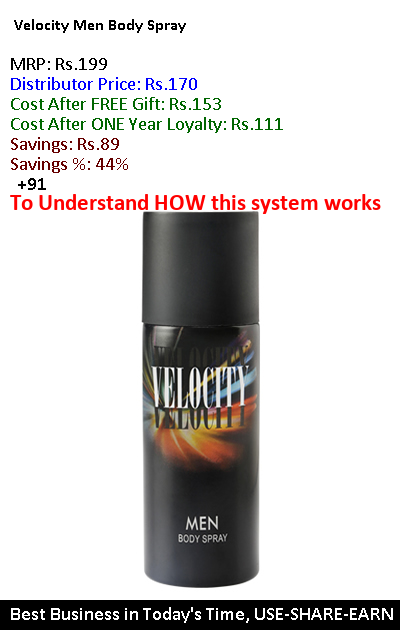 Velocity Men Body Spray
MRP: Rs.199
Distributor Price: Rs.170
Cost After FREE Gift: Rs.153
Cost After ONE Year Loyalty: Rs.111
Savings: Rs.89
Savings %: 44%
+91
To Understand HOW this system works
VELOCITY
VELOCITY
VELOCITY
MEN
BODY SPRAY
Best Business in Today's Time, USE-SHARE-EARN